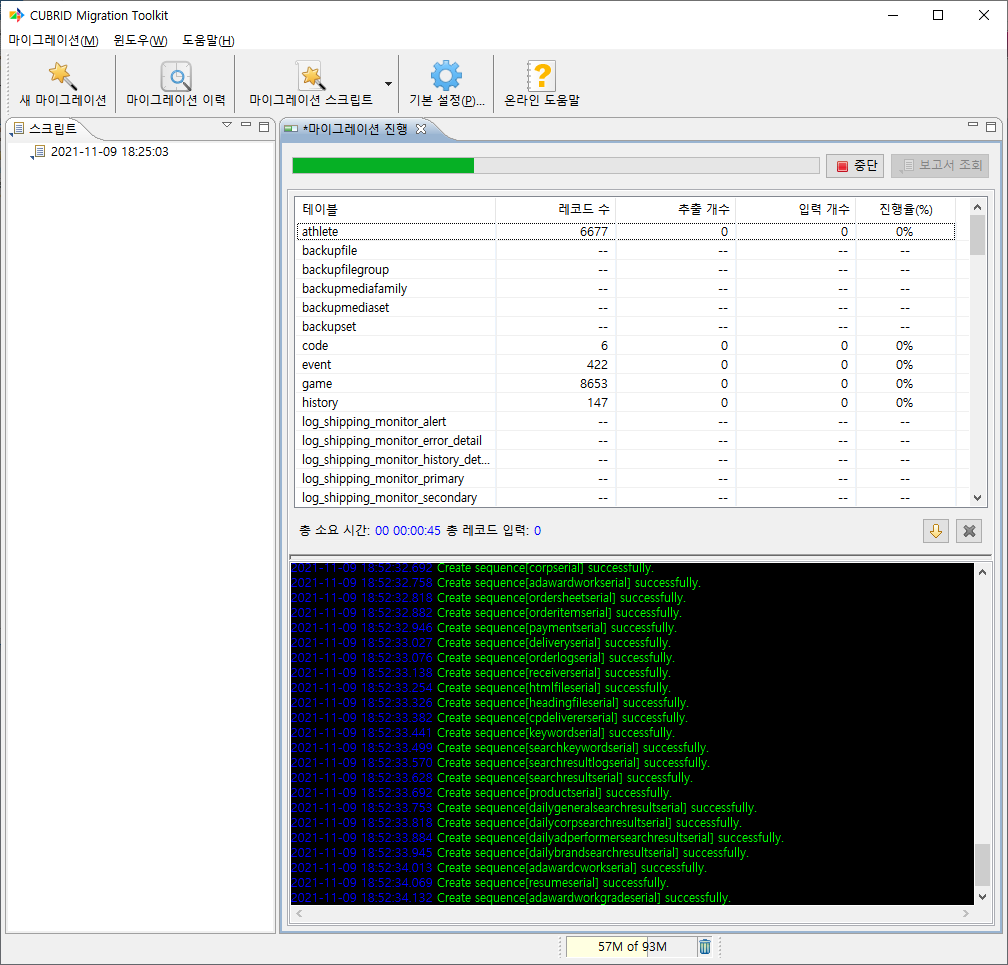 CUBRID Migration Toolkit
마이그레이션(M) 윈도우(W) 도움말(H)
새 마이그레이션 마이그레이션 이력 마이그레이션 스크립트 기본 설정(P)... 온라인 도움말
스크립트
2021-11-09 18:25:03
*마이그레이션 진행
중단 보고서 조회
테이블 레코드 수 추출 개수 입력 개수 진행율(%)
athlete 6677 0 0 0%
backupfile -- -- -- --
backupfilegroup -- -- -- --
backupmediafamily -- -- -- --
backupmediaset -- -- -- --
backupset -- -- -- --
code 6 0 0 0%
event 422 0 0 0%
game 8653 0 0 0%
history 147 0 0 0%
log_shipping_monitor_alert -- -- -- --
log_shipping_monitor_error_detail -- -- -- --
log_shipping_monitor_history_det... -- -- -- --
log_shipping_monitor_primary -- -- -- --
log_shipping_monitor_secondary -- -- -- --
총 소요 시간: 00 00:00:45 총 레코드 입력: 0
2021-11-09 18:52:32.692 Create sequence[corpserial] successfully.
2021-11-09 18:52:32.758 Create sequence[adawardworkserial] successfully.
2021-11-09 18:52:32.818 Create sequence[ordersheetserial] successfully.
2021-11-09 18:52:32.882 Create sequence[orderitemserial] successfully.
2021-11-09 18:52:32.946 Create sequence[paymentserial] successfully.
2021-11-09 18:52:33.027 Create sequence[deliveryserial] successfully.
2021-11-09 18:52:33.076 Create sequence[orderlogserial] successfully.
2021-11-09 18:52:33.138 Create sequence[receiverserial] successfully.
2021-11-09 18:52:33.254 Create sequence[htmlfileserial] successfully.
2021-11-09 18:52:33.326 Create sequence[headingfileserial] successfully.
2021-11-09 18:52:33.382 Create sequence[cpdelivererserial] successfully.
2021-11-09 18:52:33.441 Create sequence[keywordserial] successfully.
2021-11-09 18:52:33.499 Create sequence[searchkeywordserial] successfully.
2021-11-09 18:52:33.570 Create sequence[searchresultlogserial] successfully.
2021-11-09 18:52:33.628 Create sequence[searchresultserial] successfully.
2021-11-09 18:52:33.692 Create sequence[productserial] successfully.
2021-11-09 18:52:33.753 Create sequence[dailygeneralsearchresultserial] successfully.
2021-11-09 18:52:33.818 Create sequence[dailycorpsearchresultserial] successfully.
2021-11-09 18:52:33.884 Create sequence[dailyadperformersearchresultserial] successfully.
2021-11-09 18:52:33.945 Create sequence[dailybrandsearchresultserial] successfully.
2021-11-09 18:52:34.013 Create sequence[adawardcworkserial] successfully.
2021-11-09 18:52:34.069 Create sequence[resumeserial] successfully.
2021-11-09 18:52:34.132 Create sequence[adawardworkgradeserial] successfully.
57M of 93M